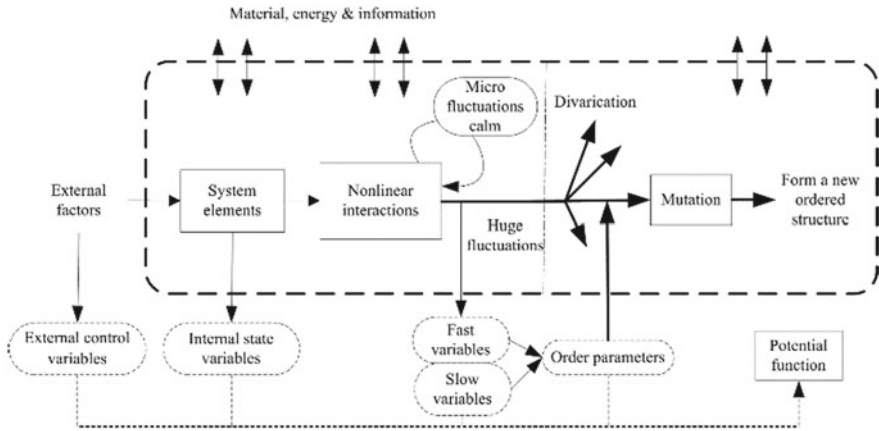 Material, energy & information
Micro
fluctuations
calm
Divarication
External
factors
System
elements
Nonlinear
interactions
Huge
fluctuations
Mutation
Form a new
ordered
structure
External control
variables
Internal state
variables
Fast
variables
Slow
variables
Order parameters
Potential
function